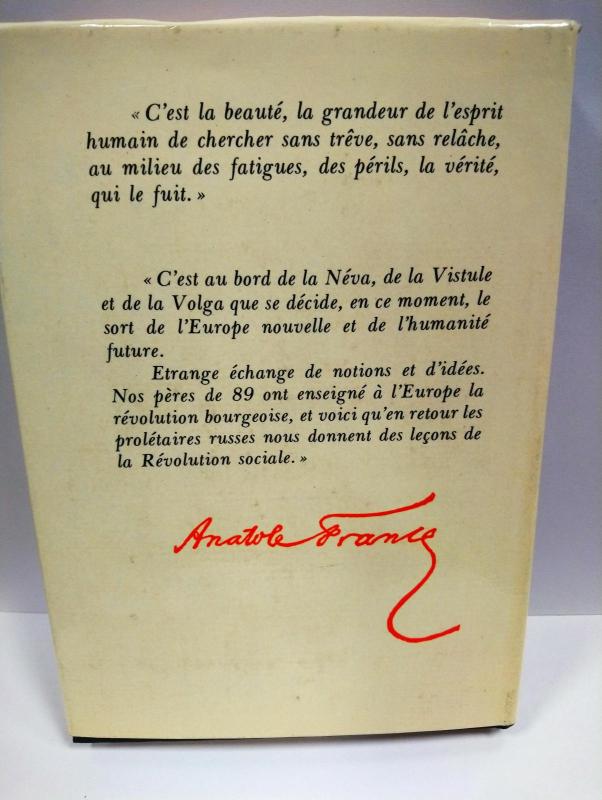 « C'est la beauté, la grandeur de l'esprit
humain de chercher sans trêve, sans relâche,
au milieu des fatigues, des périls, la vérité,
qui le fuit. »
« C'est au bord de la Néva, de la Vistule
et de la Volga que se décide, en ce moment, le
sort de l'Europe nouvelle et de l'humanité
future.
Etrange échange de notions et d'idées.
Nos pères de 89 ont enseigné à l'Europe la
révolution bourgeoise, et voici qu'en retour les
prolétaires russes nous donnent des leçons de
la Révolution sociale. »
Anatole France